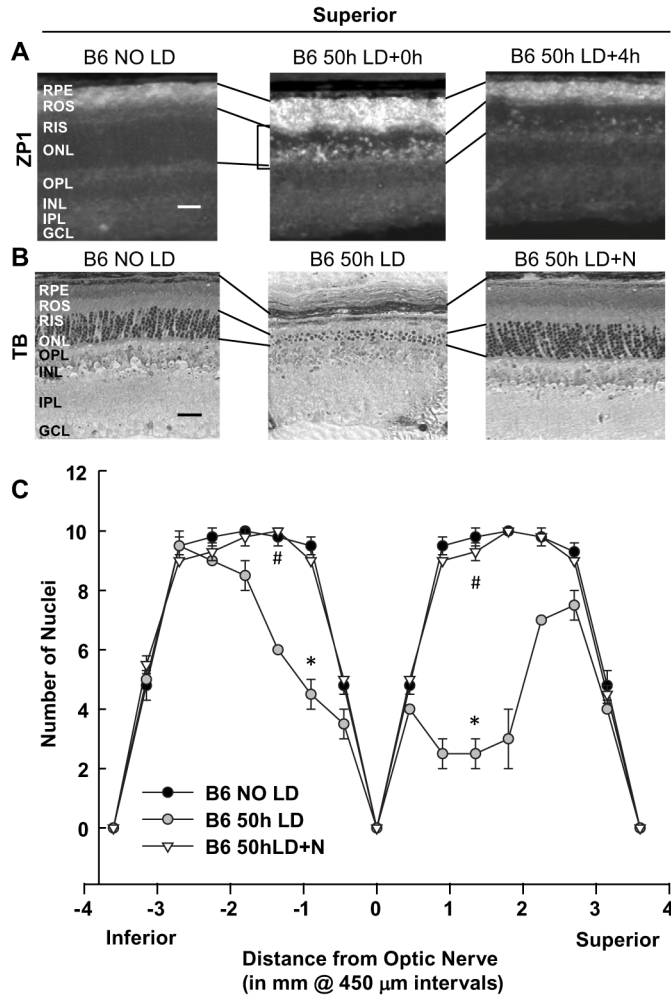 Superior
A
B6 NO LD
B6 50h LD+0h
B6 50h LD+4h
ZP1
RPE
ROS
RIS
ONL
OPL
INL
IPL
GCL
B
B6 NO LD
B6 50h LD
B6 50h LD+N
TB
RPE
ROS
RIS
ONL
OPL
INL
IPL
GCL
C
Number of Nuclei
12
10
8
6
4
2
0
#
*
#
*
B6 NO LD
B6 50h LD
B6 50hLD+N
-4 -3 -2 -1 0 1 2 3 4
Inferior
Superior
Distance from Optic Nerve
(in mm @ 450 μm intervals)